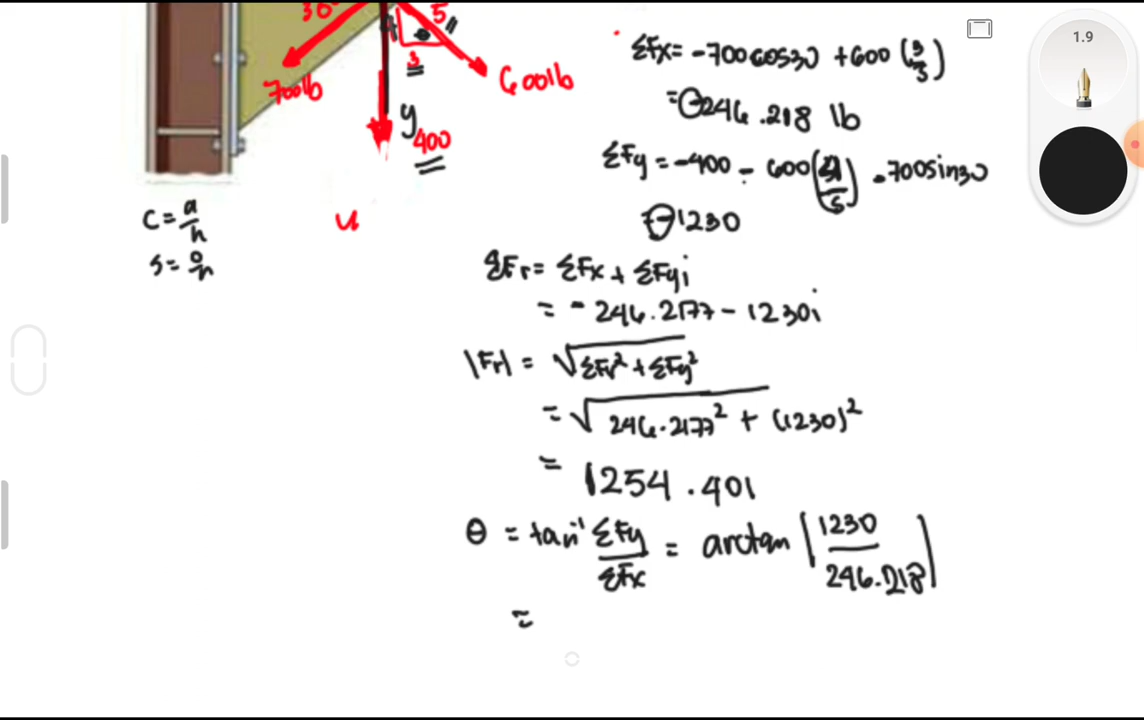 30
5
1.9
4
3
700lb
600lb
y
400
ΣFx = -700cos30 + 600 (3/5)
= -246.218 lb
ΣFy = -400 - 600(4/5) - 700sin30
= -1230
c = a/h
s = o/h
u
ΣFr = ΣFx + ΣFyi
= -246.2177 - 1230i
|Fr| = √ΣFx² + ΣFy²
= √246.2177² + (1230)²
= 1254.401
θ = tan⁻¹ ΣFy/ΣFx = arctan |1230/246.218|
=